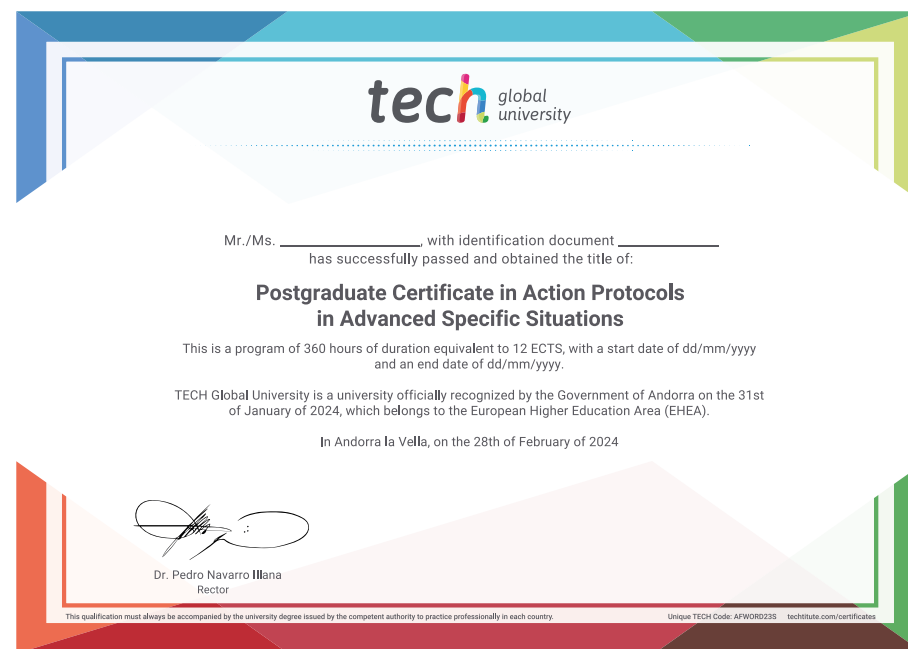 tech global
university
Mr./Ms. ____________, with identification document ____________
has successfully passed and obtained the title of:
Postgraduate Certificate in Action Protocols
in Advanced Specific Situations
This is a program of 360 hours of duration equivalent to 12 ECTS, with a start date of dd/mm/yyyy
and an end date of dd/mm/yyyy.
TECH Global University is a university officially recognized by the Government of Andorra on the 31st
of January of 2024, which belongs to the European Higher Education Area (EHEA).
In Andorra la Vella, on the 28th of February of 2024
Dr. Pedro Navarro Illana
Rector
This qualification must always be accompanied by the university degree issued by the competent authority to practice professionally in each country.
Unique TECH Code: AFWORD23S techtitute.com/certificates